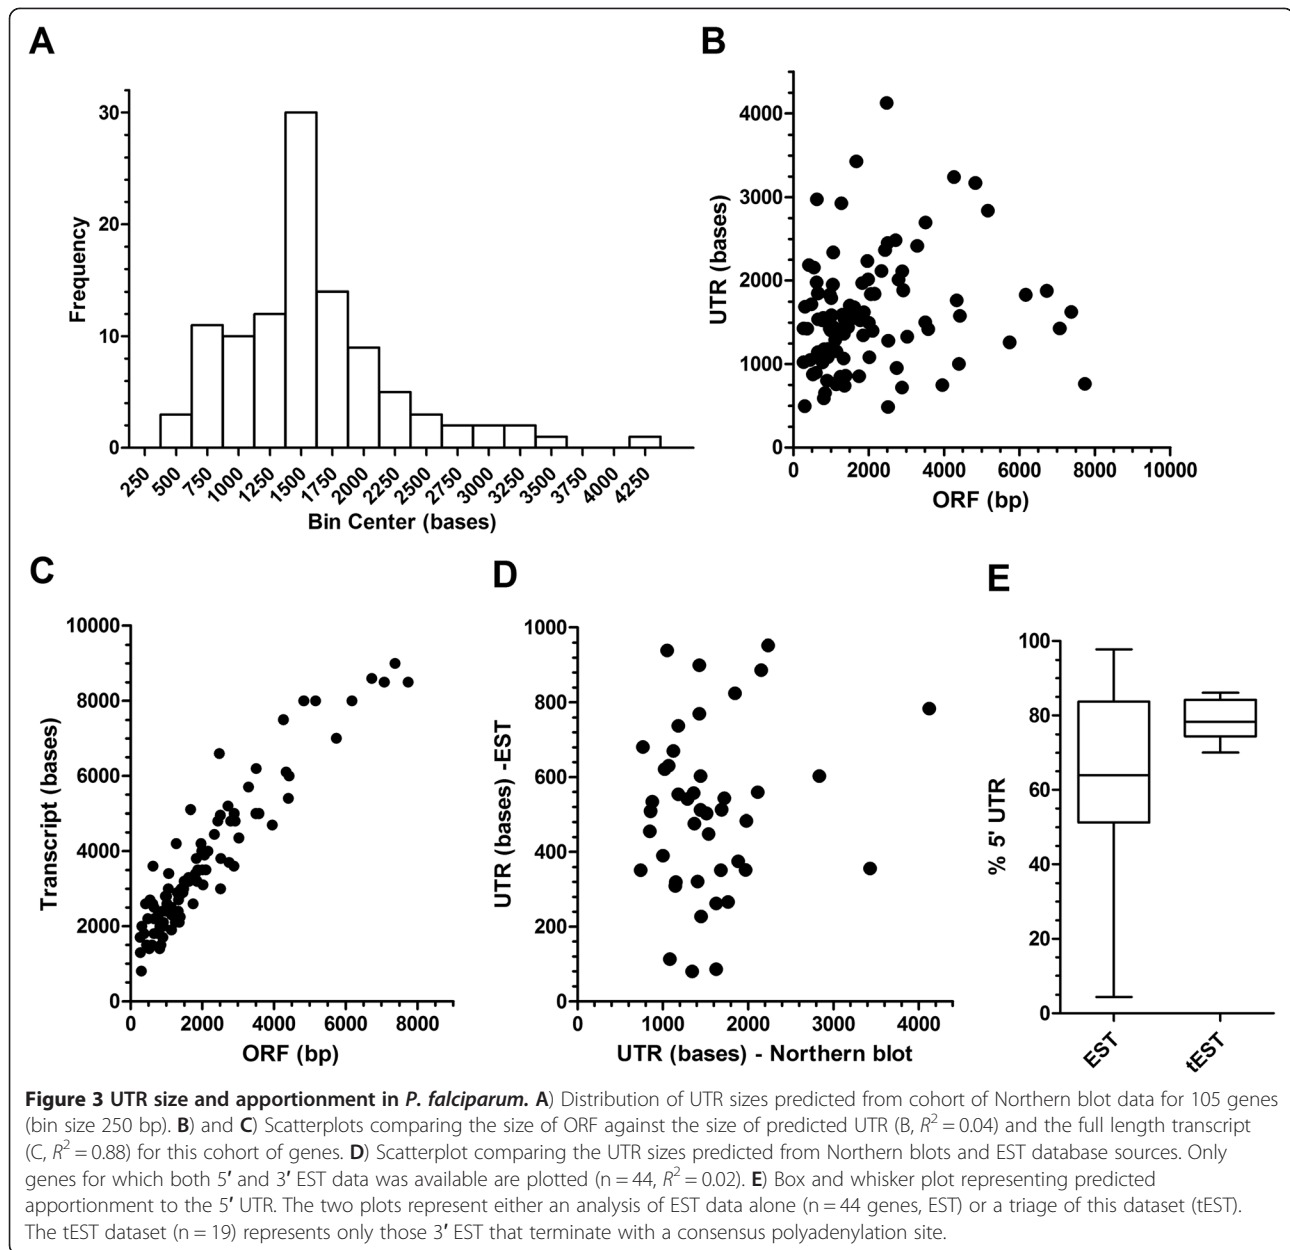 A
30
20
10
0
Frequency
250
500
750
1000
1250
1500
1750
2000
2250
2500
2750
3000
3250
3500
3750
4000
4250
Bin Center (bases)
B
4000
3000
2000
1000
0
UTR (bases)
0 2000 4000 6000 8000 10000
ORF (bp)
C
10000
8000
6000
4000
2000
0
Transcript (bases)
0 2000 4000 6000 8000
ORF (bp)
D
1000
800
600
400
200
0
UTR (bases) -EST
0 1000 2000 3000 4000
UTR (bases) - Northern blot
E
100
80
60
40
20
0
% 5' UTR
EST
tEST
Figure 3 UTR size and apportionment in P. falciparum. A) Distribution of UTR sizes predicted from cohort of Northern blot data for 105 genes
(bin size 250 bp). B) and C) Scatterplots comparing the size of ORF against the size of predicted UTR (B, R² = 0.04) and the full length transcript
(C, R² = 0.88) for this cohort of genes. D) Scatterplot comparing the UTR sizes predicted from Northern blots and EST database sources. Only
genes for which both 5′ and 3′ EST data was available are plotted (n = 44, R² = 0.02). E) Box and whisker plot representing predicted
apportionment to the 5′ UTR. The two plots represent either an analysis of EST data alone (n = 44 genes, EST) or a triage of this dataset (tEST).
The tEST dataset (n = 19) represents only those 3′ EST that terminate with a consensus polyadenylation site.